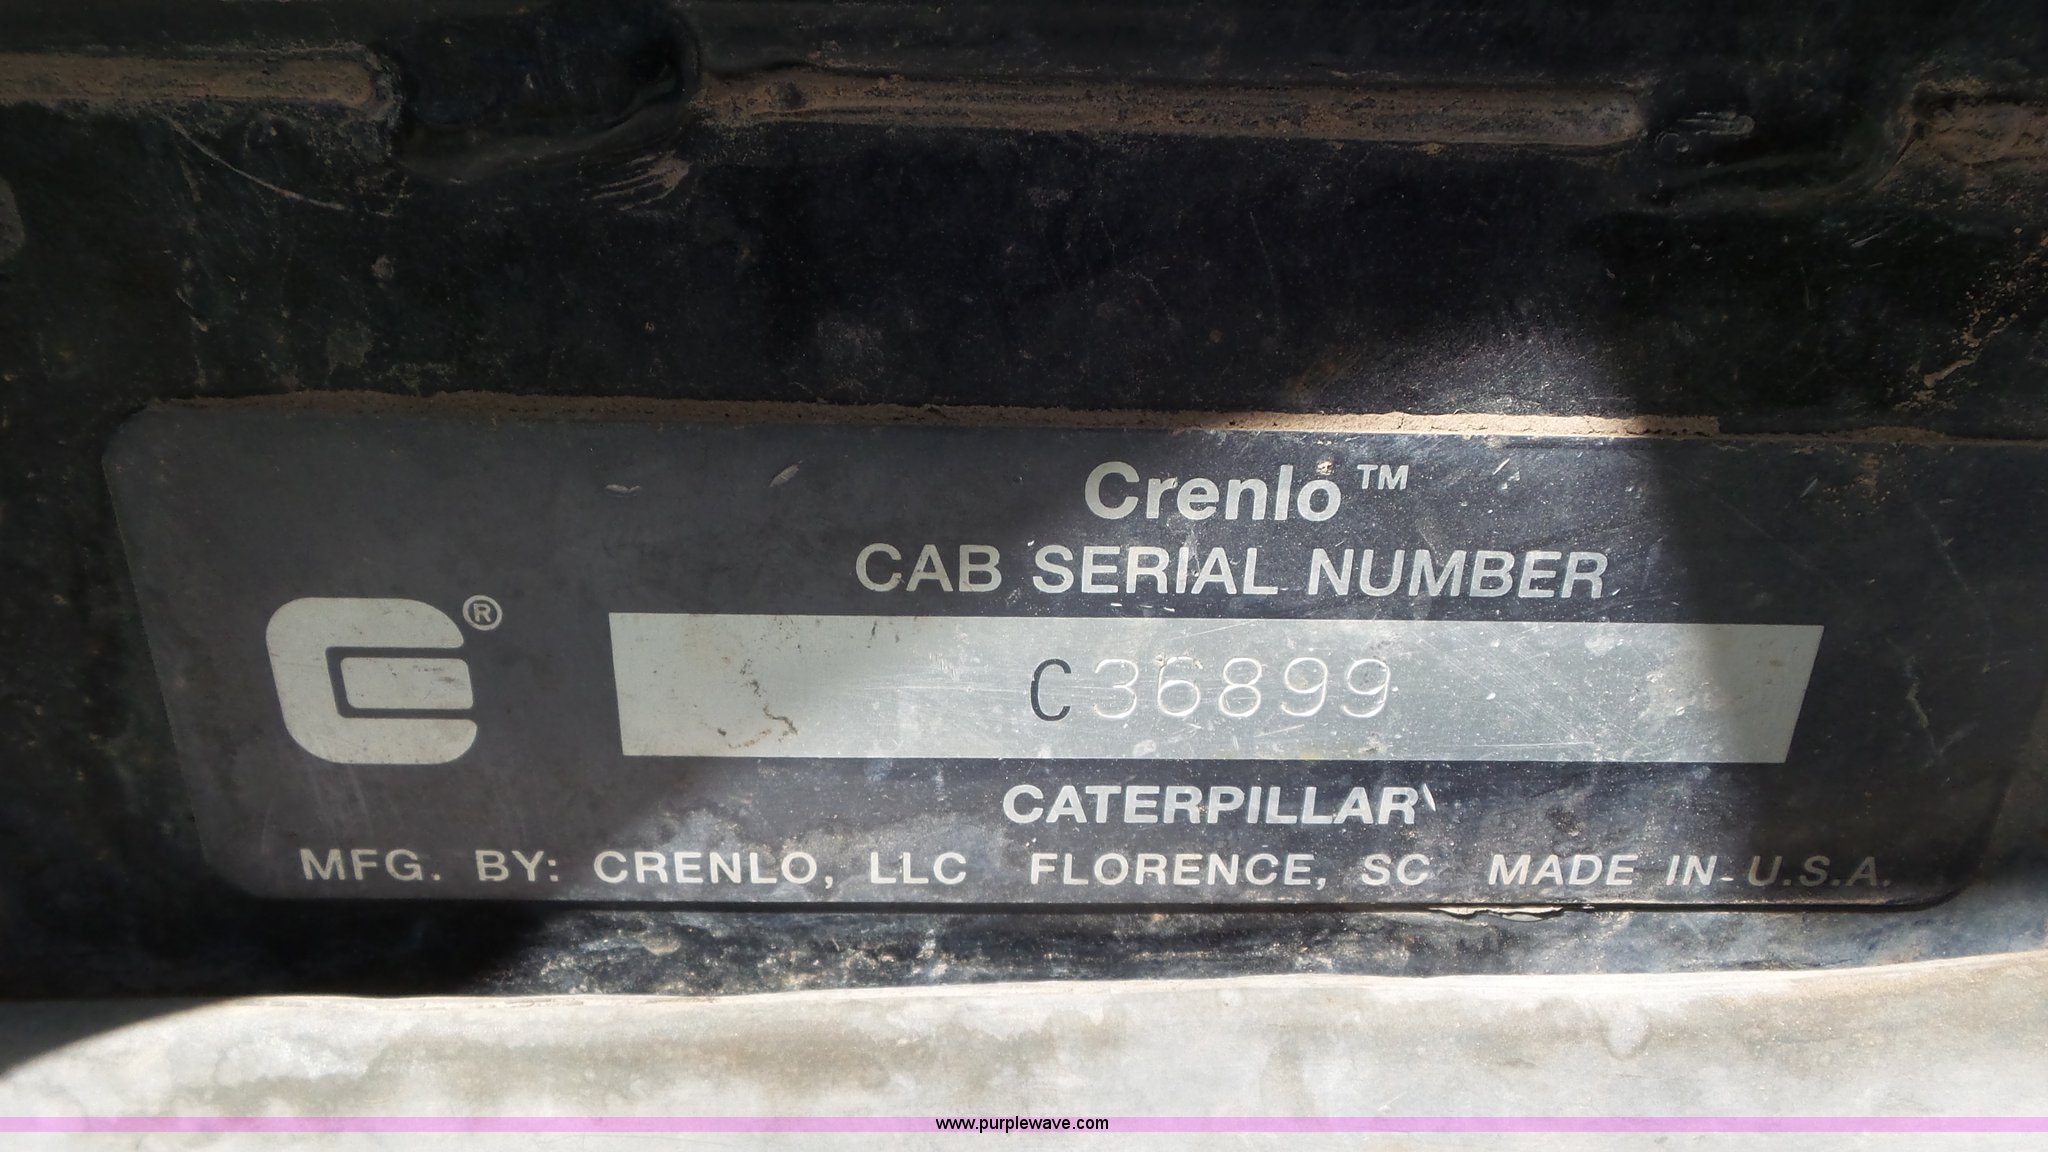 Crenlo™
CAB SERIAL NUMBER
®
C36899
CATERPILLAR
MFG. BY: CRENLO, LLC FLORENCE, SC MADE IN U.S.A.
www.purplewave.com